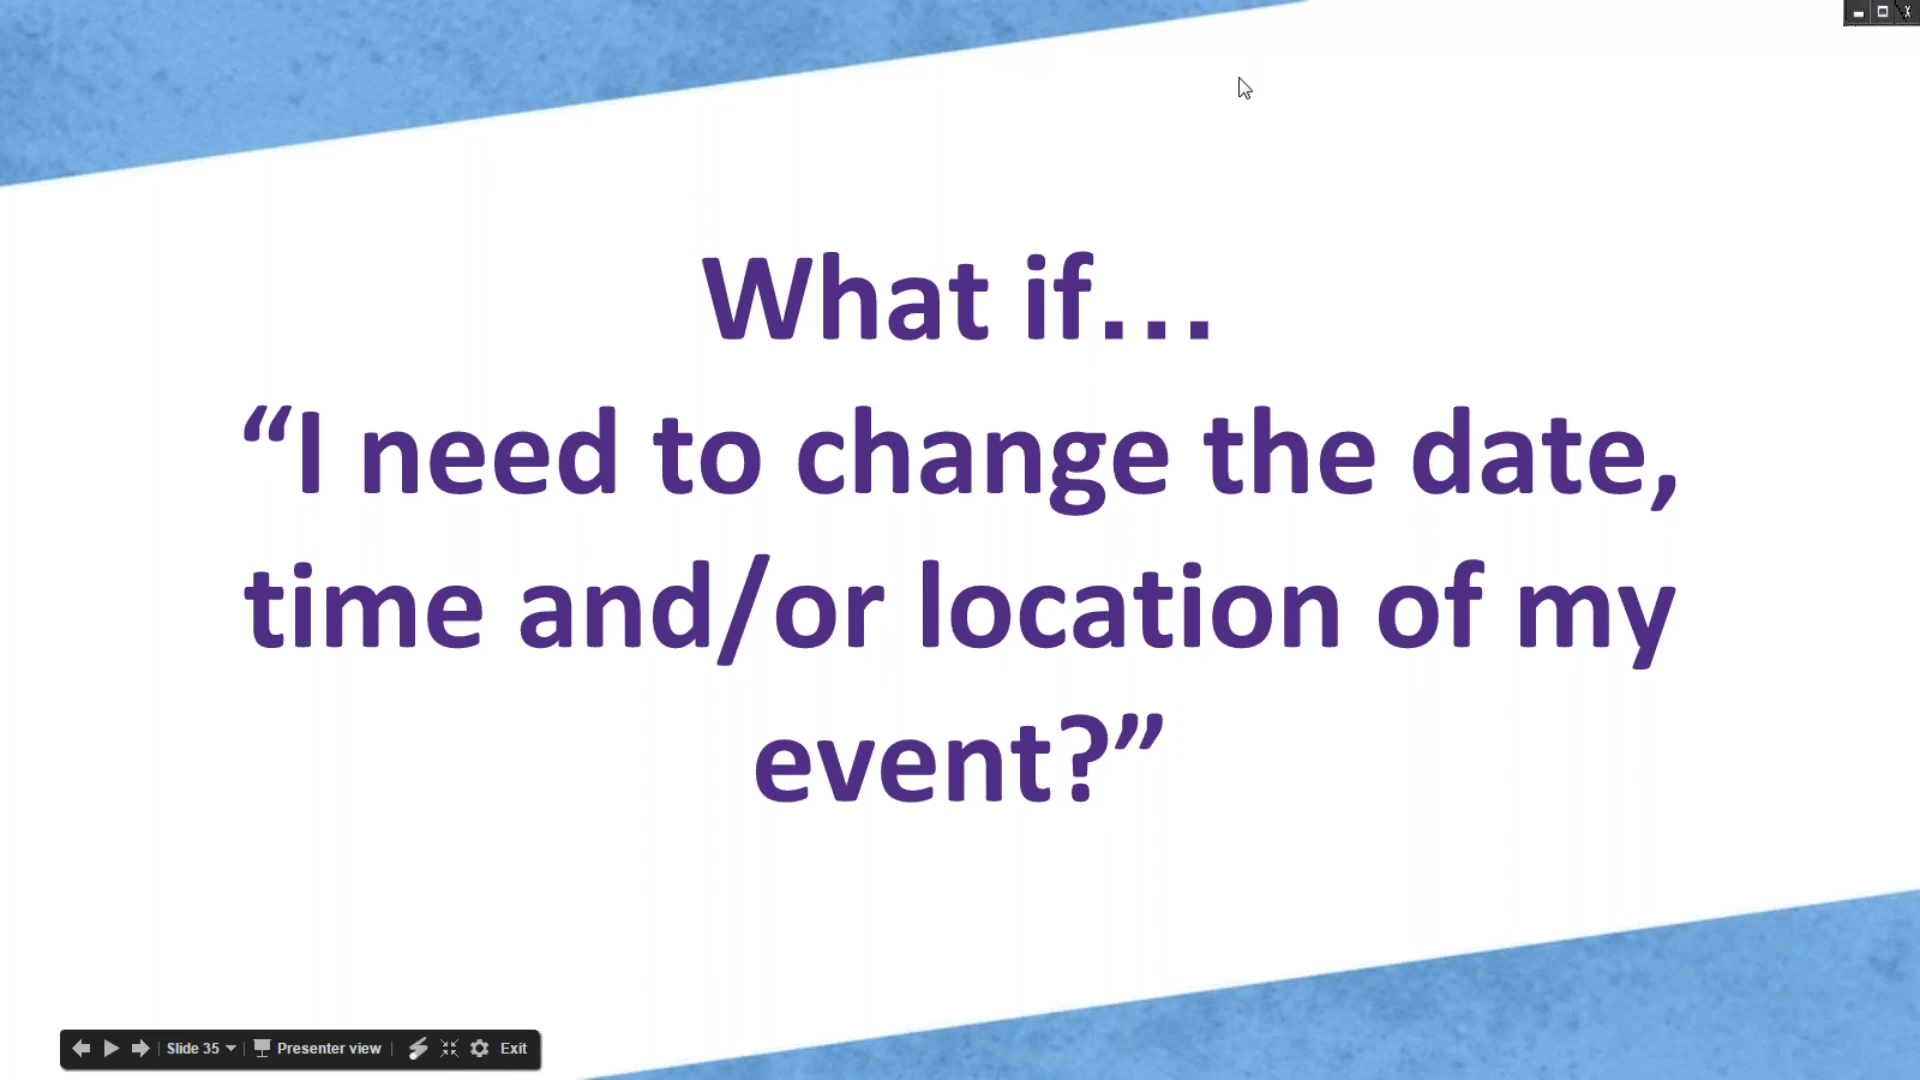 What if…
“I need to change the date,
time and/or location of my
event?”
Slide 35 Presenter view Exit